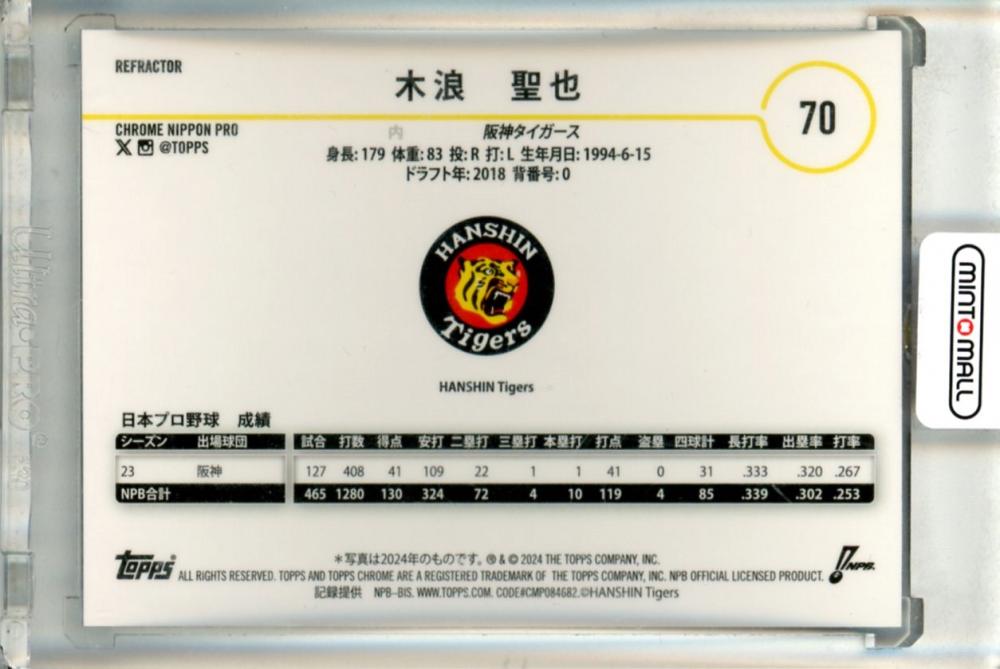 REFRACTOR
木浪　聖也
70
CHROME NIPPON PRO
@TOPPS
内 阪神タイガース
身長: 179 体重: 83 投: R 打: L 生年月日: 1994-6-15
ドラフト年: 2018 背番号: 0
HANSHIN
Tigers
HANSHIN Tigers
日本プロ野球　成績
シーズン 出場球団 試合 打数 得点 安打 二塁打 三塁打 本塁打 打点 盗塁 四球計 長打率 出塁率 打率
23 阪神 127 408 41 109 22 1 1 41 0 31 .333 .320 .267
NPB合計 465 1280 130 324 72 4 10 119 4 85 .339 .302 .253
Topps
＊写真は2024年のものです。 ® & © 2024 THE TOPPS COMPANY, INC.
ALL RIGHTS RESERVED. TOPPS AND TOPPS CHROME ARE A REGISTERED TRADEMARK OF THE TOPPS COMPANY, INC. NPB OFFICIAL LICENSED PRODUCT.
記録提供 NPB-BIS. WWW.TOPPS.COM. CODE#CMP084682.©HANSHIN Tigers
NPB.
MINT MALL
Ultra·PRO